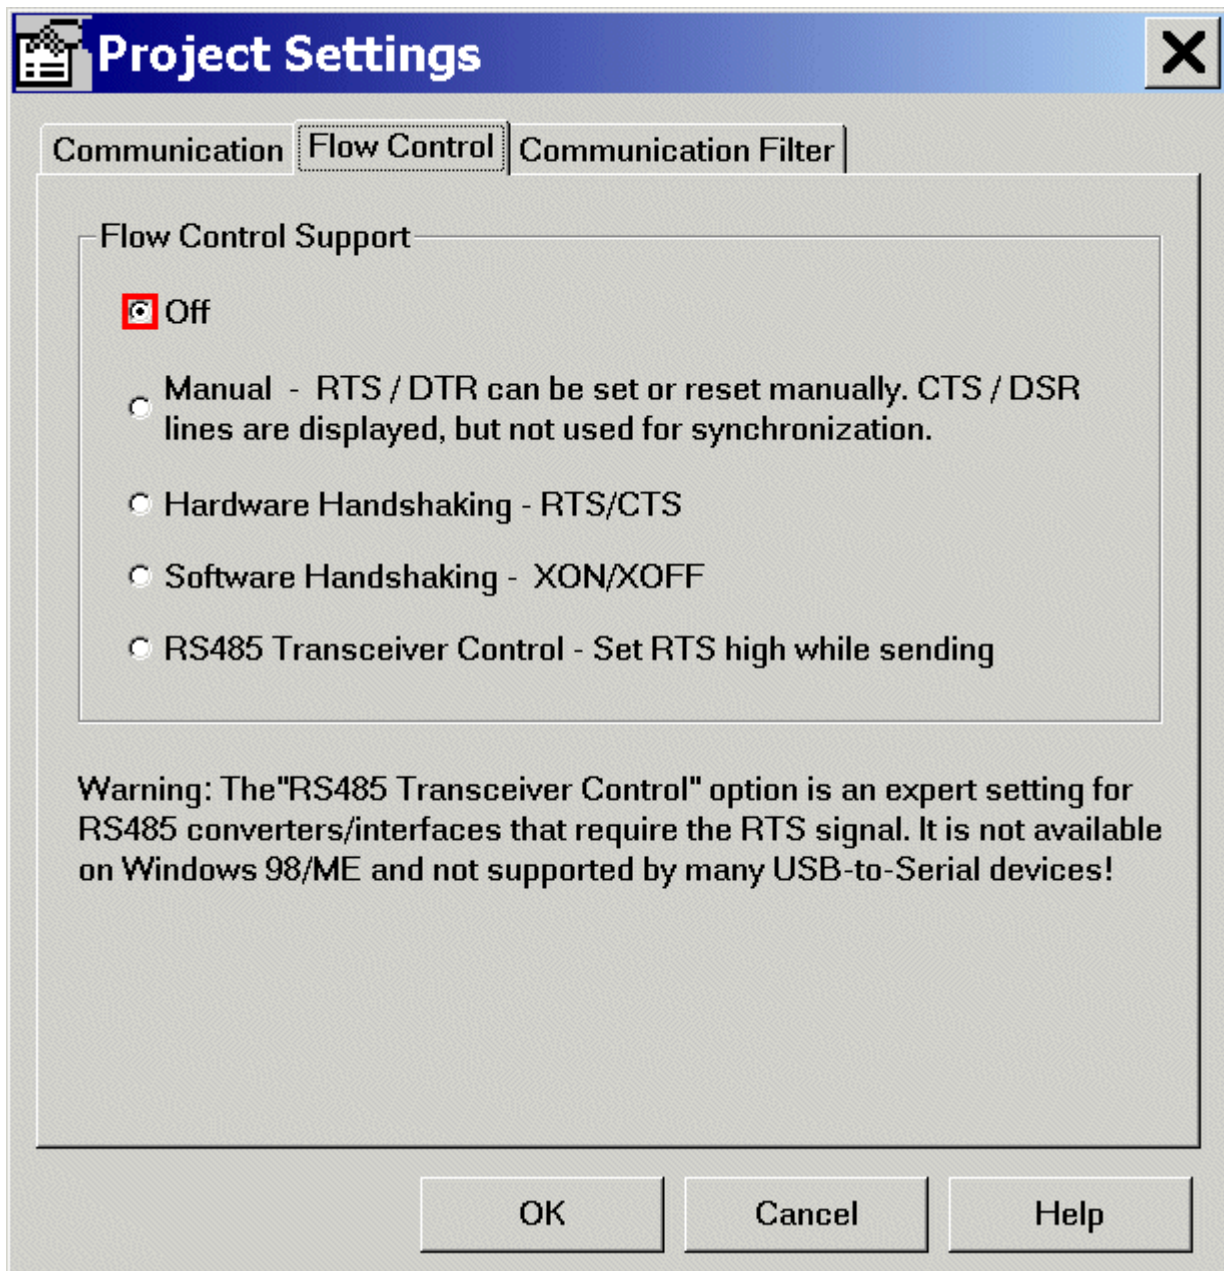 Project Settings
Communication
Flow Control
Communication Filter
Flow Control Support
Off
Manual  -  RTS / DTR can be set or reset manually. CTS / DSR
lines are displayed, but not used for synchronization.
Hardware Handshaking - RTS/CTS
Software Handshaking -  XON/XOFF
RS485 Transceiver Control - Set RTS high while sending
Warning: The"RS485 Transceiver Control" option is an expert setting for
RS485 converters/interfaces that require the RTS signal. It is not available
on Windows 98/ME and not supported by many USB-to-Serial devices!
OK
Cancel
Help